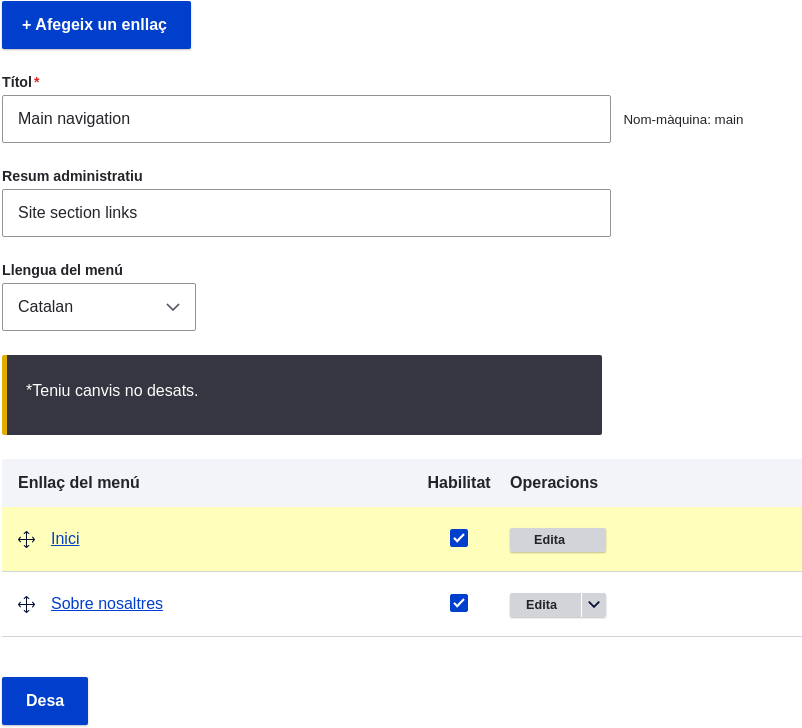 + Afegeix un enllaç
Títol*
Main navigation
Nom-màquina: main
Resum administratiu
Site section links
Llengua del menú
Catalan
*Teniu canvis no desats.
Enllaç del menú Habilitat Operacions
Inici Edita
Sobre nosaltres Edita
Desa